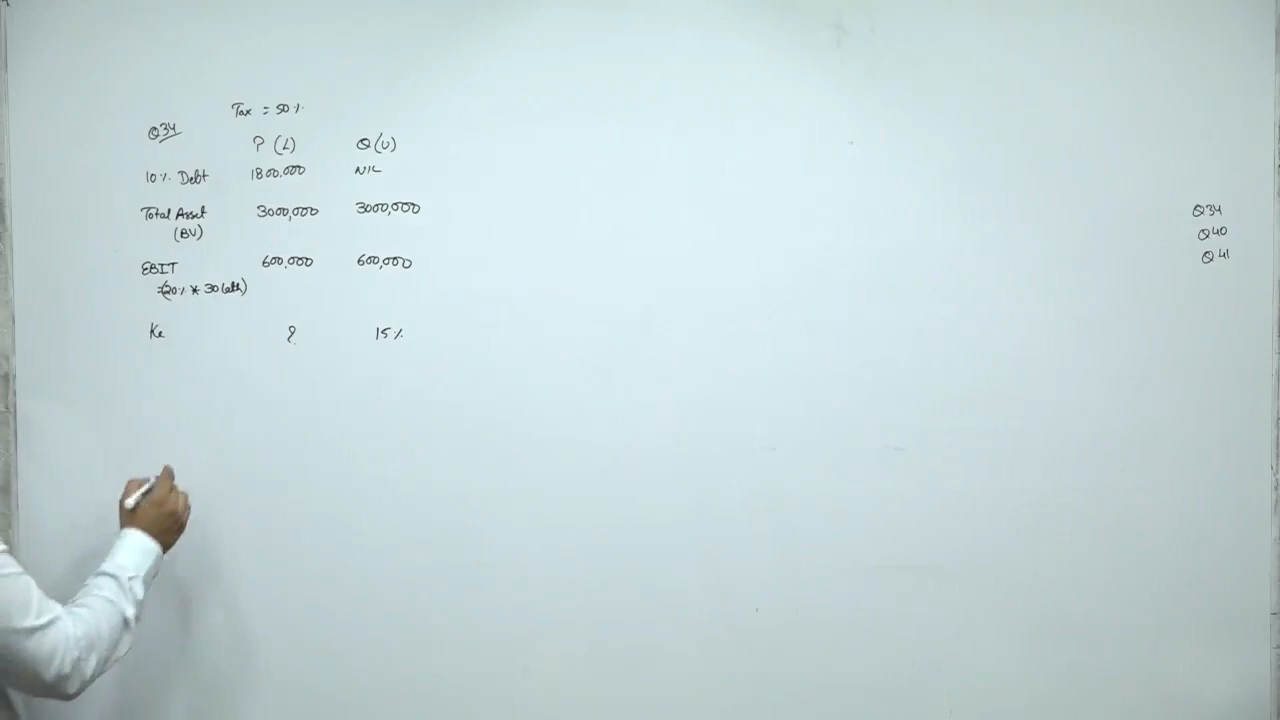 Tax = 50%
Q34
P (L) Q (U)
10% Debt 1800,000 NIL
Total Asset 3000,000 3000,000
(BV)
EBIT 600,000 600,000
=(20% * 30 lakh)
Ke ? 15%
Q34
Q40
Q41